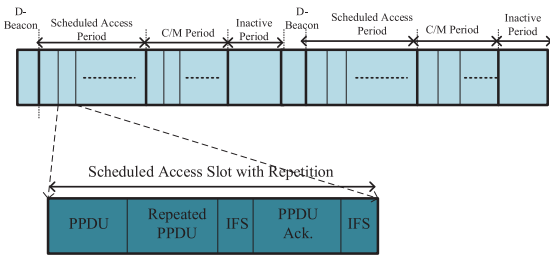 D-
Beacon
Scheduled Access
Period
C/M Period
Inactive
Period
D-
Beacon
Scheduled Access
Period
C/M Period
Inactive
Period
Scheduled Access Slot with Repetition
PPDU
Repeated
PPDU
IFS
PPDU
Ack.
IFS